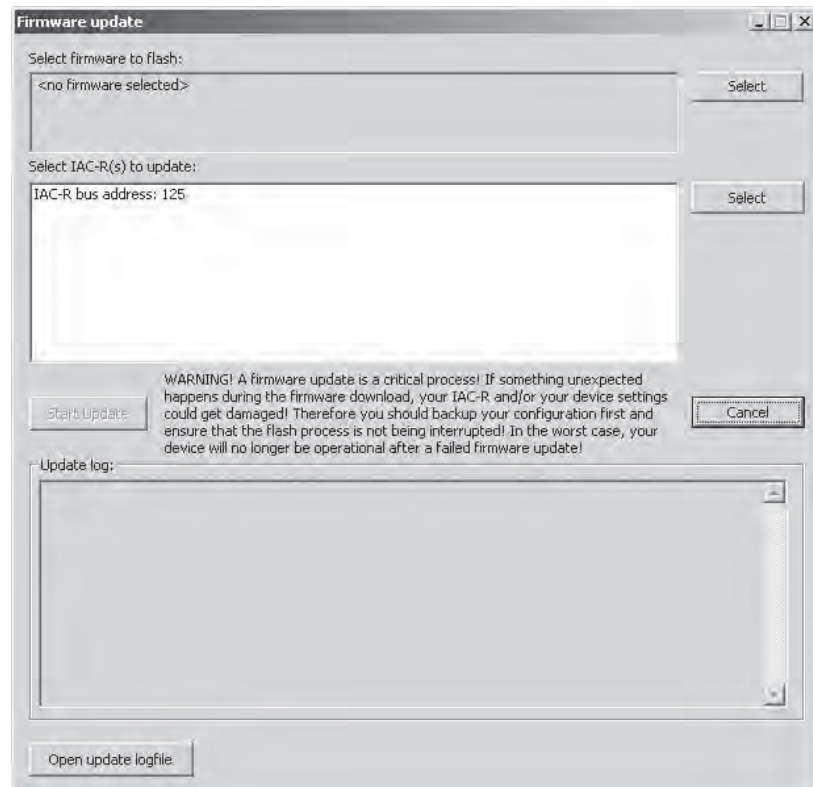 Firmware update
Select firmware to flash:
<no firmware selected>
Select
Select IAC-R(s) to update:
IAC-R bus address: 125
Select
Start Update
WARNING! A firmware update is a critical process! If something unexpected
happens during the firmware download, your IAC-R and/or your device settings
could get damaged! Therefore you should backup your configuration first and
ensure that the flash process is not being interrupted! In the worst case, your
device will no longer be operational after a failed firmware update!
Cancel
Update log:
Open update logfile